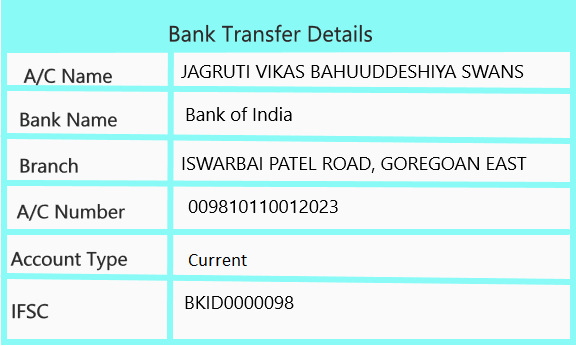 Bank Transfer Details
A/C Name JAGRUTI VIKAS BAHUUDDESHIYA SWANS
Bank Name Bank of India
Branch ISWARBAI PATEL ROAD, GOREGOAN EAST
A/C Number 009810110012023
Account Type Current
IFSC BKID0000098